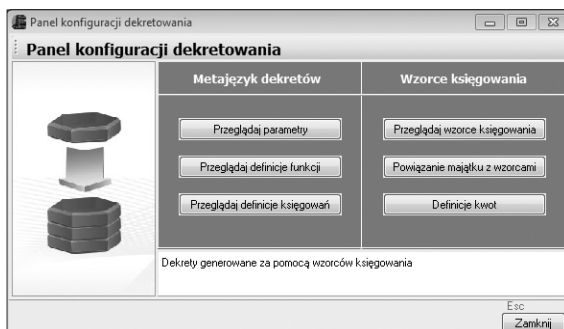 Panel konfiguracji dekretowania
Panel konfiguracji dekretowania
Metajęzyk dekretów
Wzorce księgowania
Przeglądaj parametry
Przeglądaj wzorce księgowania
Przeglądaj definicje funkcji
Powiązanie majątku z wzorcami
Przeglądaj definicje księgowań
Definicje kwot
Dekrety generowane za pomocą wzorców księgowania
Esc
Zamknij